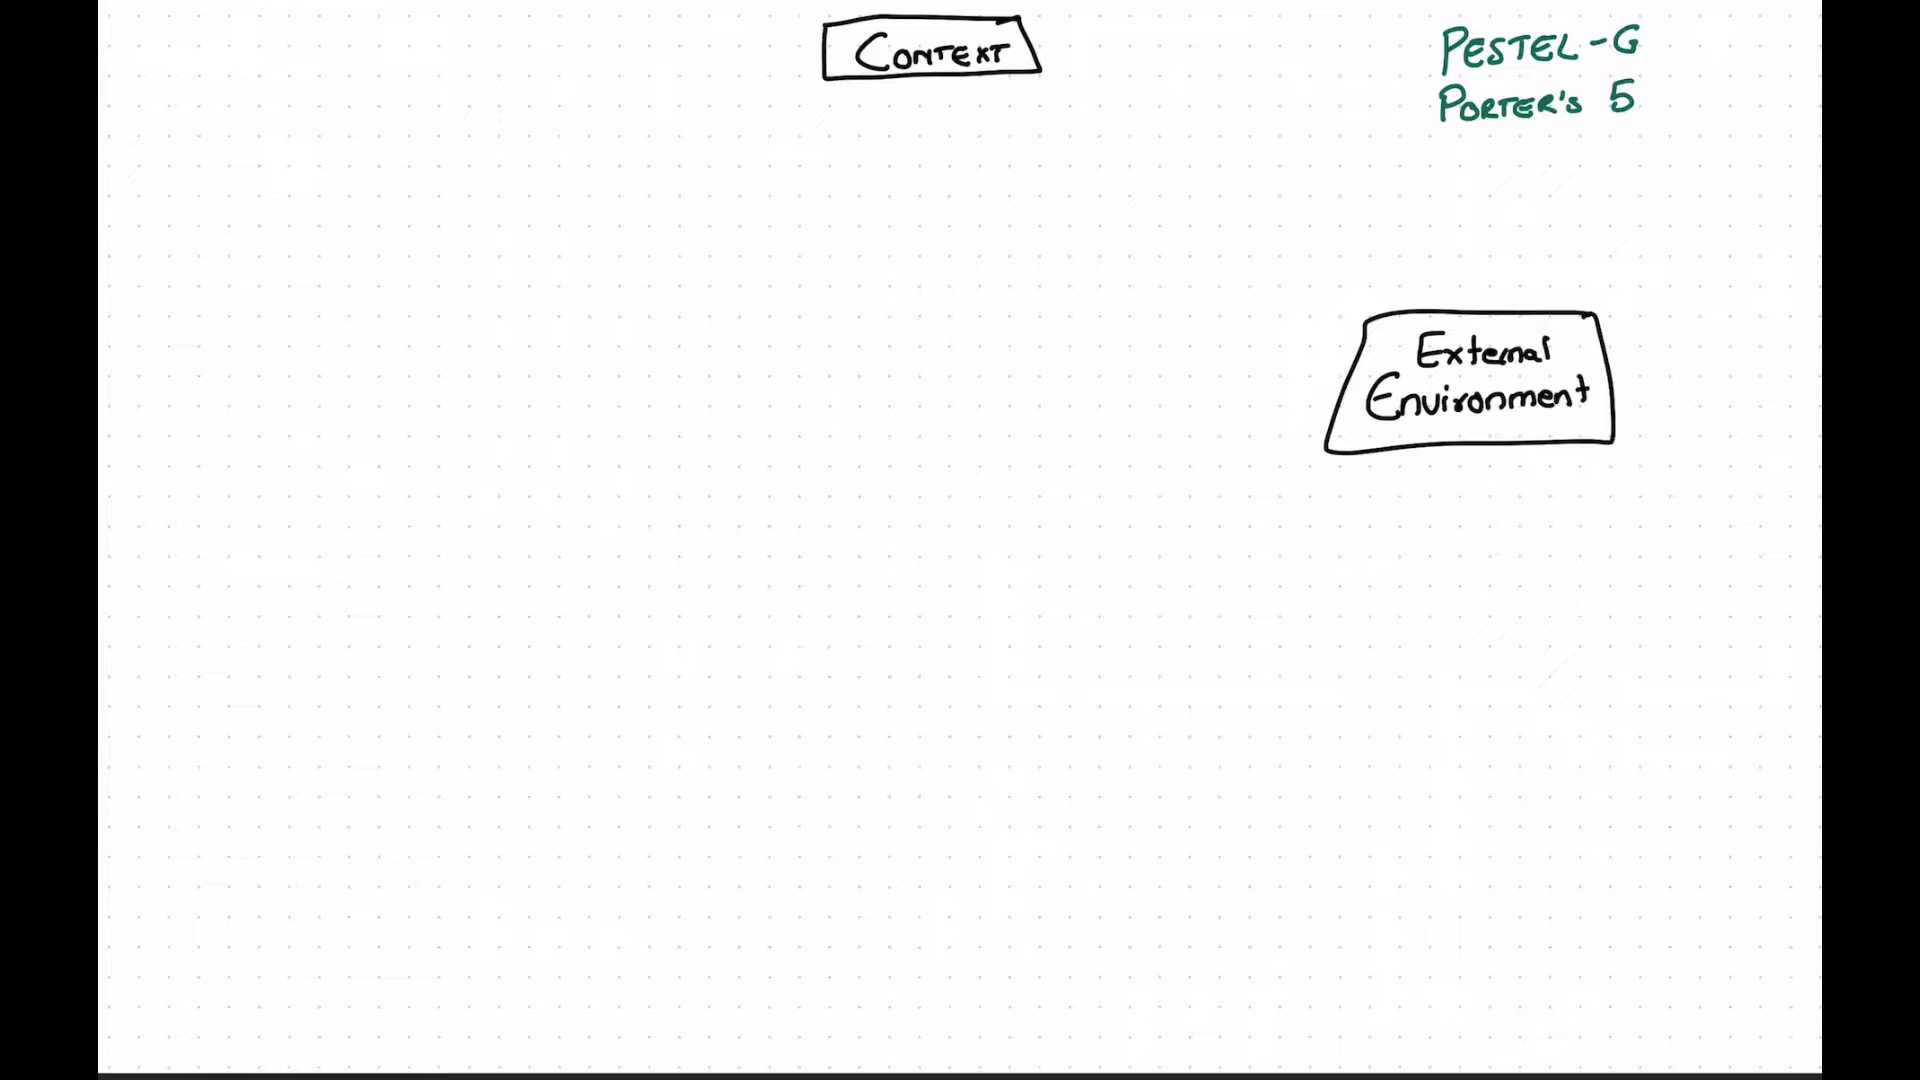 CONTEXT
PESTEL-G
PORTER'S 5
External
Environment